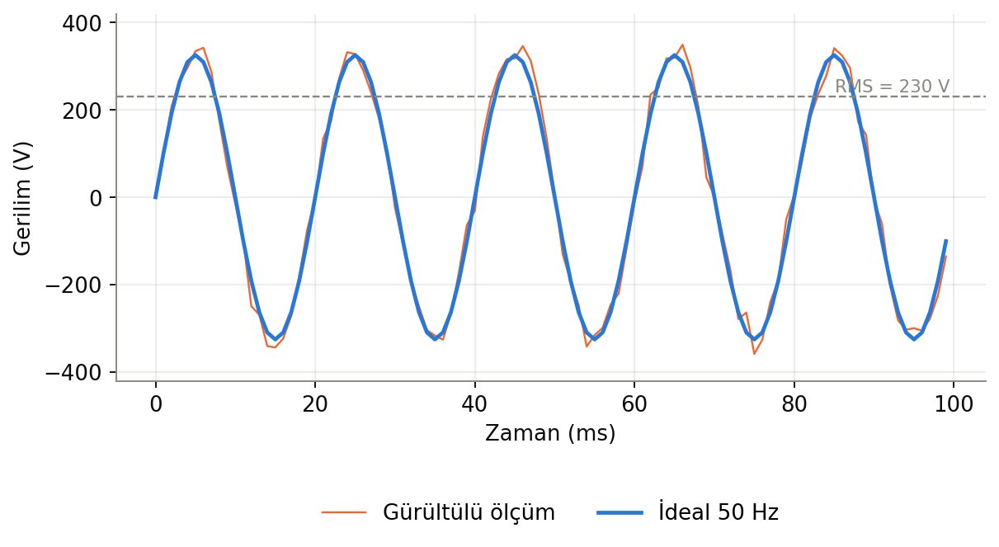 400
200
0
−200
−400
Gerilim (V)
RMS = 230 V
0 20 40 60 80 100
Zaman (ms)
Gürültülü ölçüm İdeal 50 Hz